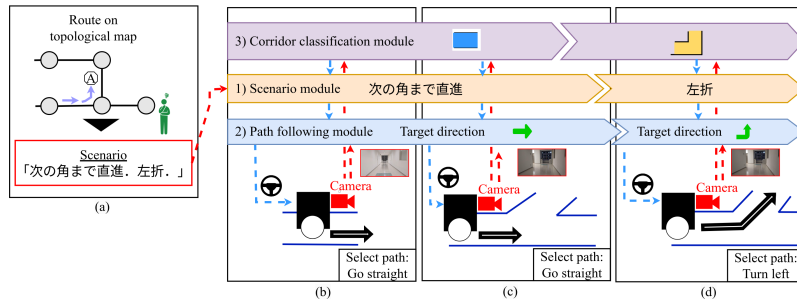 Route on
topological map
A
Scenario
「次の角まで直進．左折．」
(a)
3) Corridor classification module
1) Scenario module 次の角まで直進 左折
2) Path following module Target direction Target direction
Camera Camera Camera
Select path:
Go straight
Select path:
Go straight
Select path:
Turn left
(b) (c) (d)